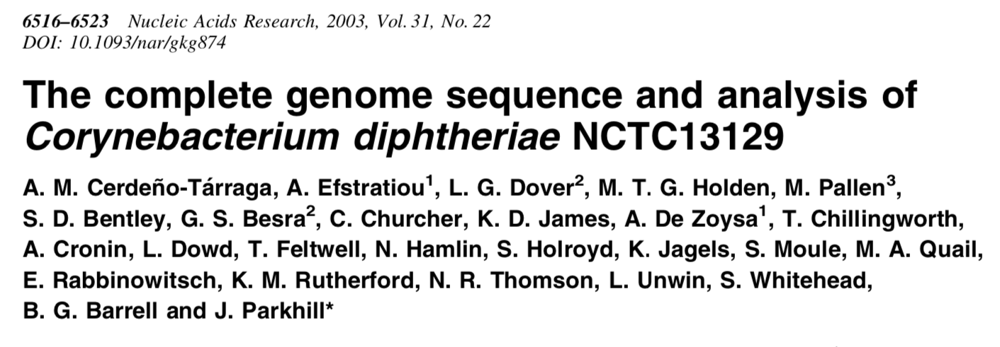 6516–6523 Nucleic Acids Research, 2003, Vol. 31, No. 22
DOI: 10.1093/nar/gkg874
The complete genome sequence and analysis of
Corynebacterium diphtheriae NCTC13129
A. M. Cerdeño-Tárraga, A. Efstratiou¹, L. G. Dover², M. T. G. Holden, M. Pallen³,
S. D. Bentley, G. S. Besra², C. Churcher, K. D. James, A. De Zoysa¹, T. Chillingworth,
A. Cronin, L. Dowd, T. Feltwell, N. Hamlin, S. Holroyd, K. Jagels, S. Moule, M. A. Quail,
E. Rabbinowitsch, K. M. Rutherford, N. R. Thomson, L. Unwin, S. Whitehead,
B. G. Barrell and J. Parkhill*